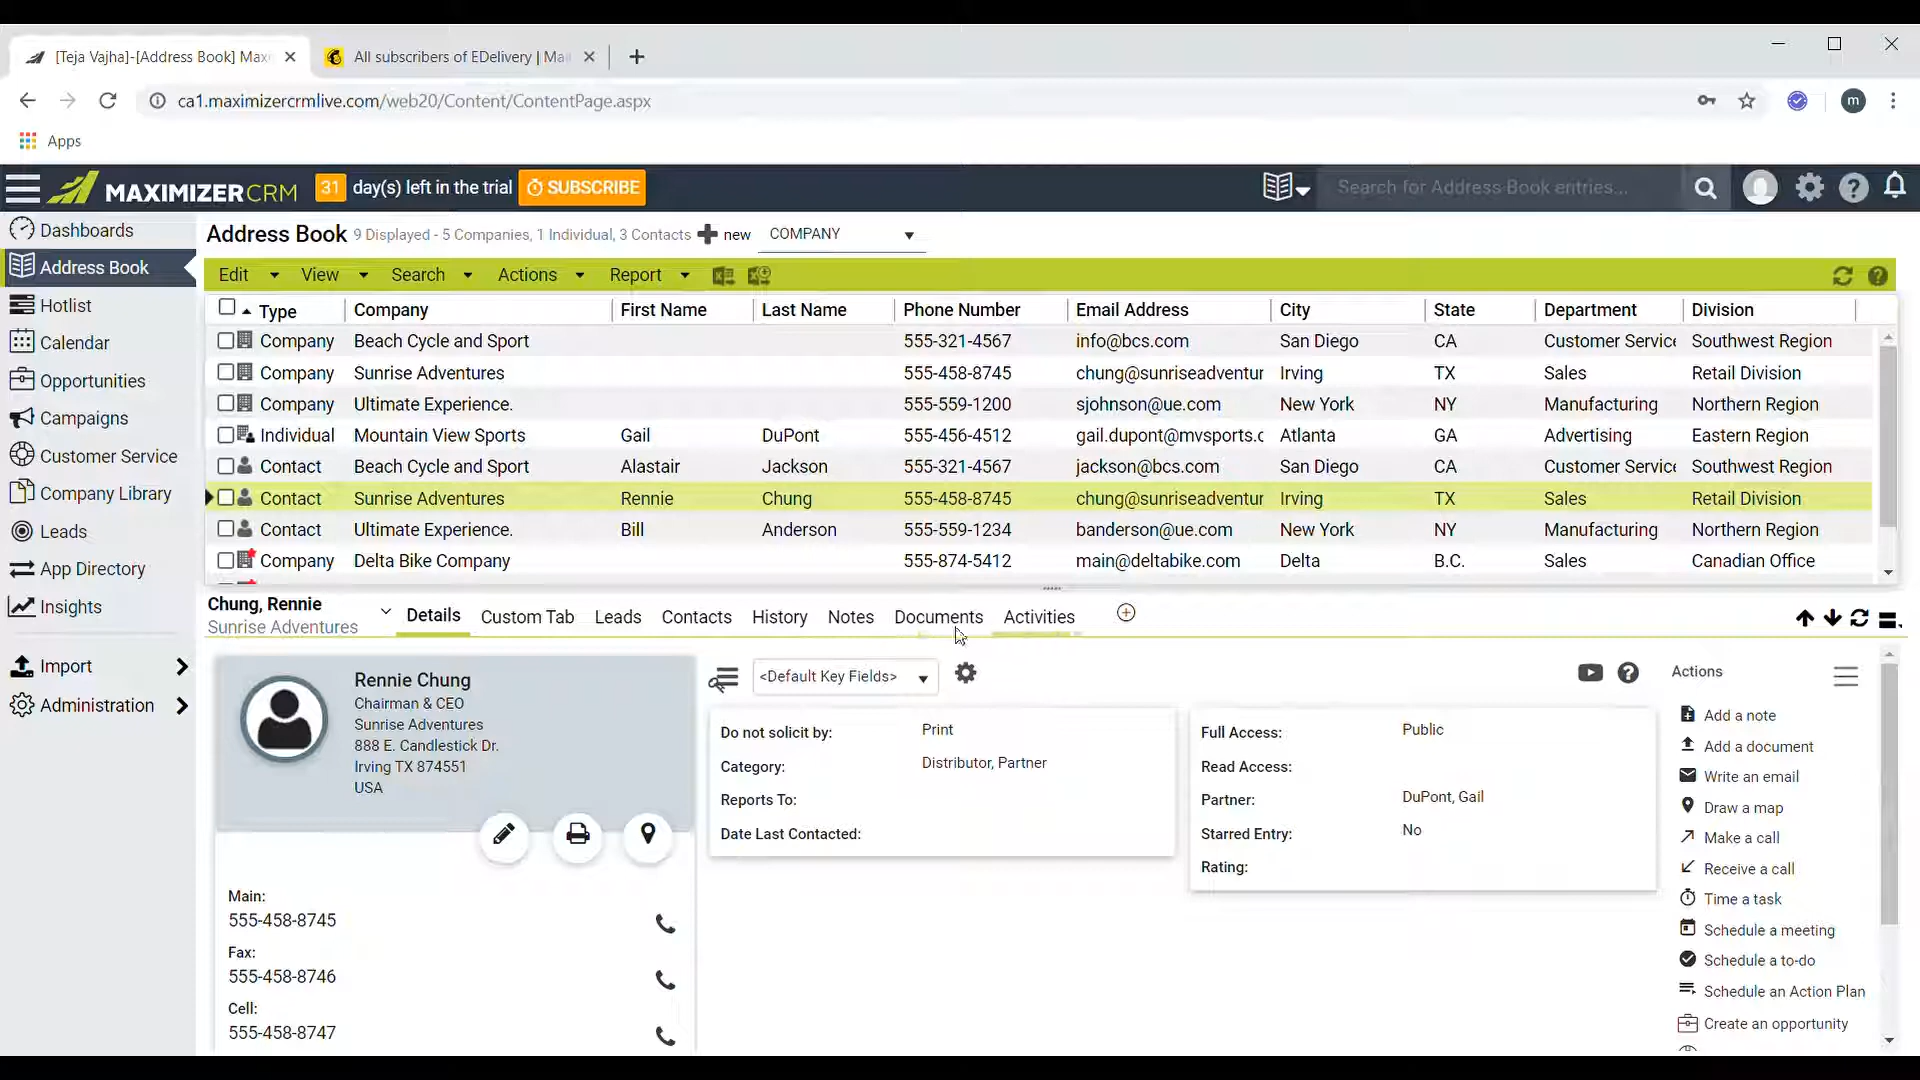 [Teja Vajha]-[Address Book] Maxi
All subscribers of EDelivery | Mai
ca1.maximizercrmlive.com/web20/Content/ContentPage.aspx
m
Apps
MAXIMIZERCRM
31 day(s) left in the trial
SUBSCRIBE
Search for Address Book entries...
Dashboards
Address Book
Hotlist
Calendar
Opportunities
Campaigns
Customer Service
Company Library
Leads
App Directory
Insights
Import
Administration
Address Book 9 Displayed - 5 Companies, 1 Individual, 3 Contacts new COMPANY
Edit View Search Actions Report
Type Company First Name Last Name Phone Number Email Address City State Department Division
Company Beach Cycle and Sport 555-321-4567 info@bcs.com San Diego CA Customer Service Southwest Region
Company Sunrise Adventures 555-458-8745 chung@sunriseadventur Irving TX Sales Retail Division
Company Ultimate Experience. 555-559-1200 sjohnson@ue.com New York NY Manufacturing Northern Region
Individual Mountain View Sports Gail DuPont 555-456-4512 gail.dupont@mvsports.c Atlanta GA Advertising Eastern Region
Contact Beach Cycle and Sport Alastair Jackson 555-321-4567 jackson@bcs.com San Diego CA Customer Service Southwest Region
Contact Sunrise Adventures Rennie Chung 555-458-8745 chung@sunriseadventur Irving TX Sales Retail Division
Contact Ultimate Experience. Bill Anderson 555-559-1234 banderson@ue.com New York NY Manufacturing Northern Region
Company Delta Bike Company 555-874-5412 main@deltabike.com Delta B.C. Sales Canadian Office
Chung, Rennie
Sunrise Adventures
Details Custom Tab Leads Contacts History Notes Documents Activities
Rennie Chung
Chairman & CEO
Sunrise Adventures
888 E. Candlestick Dr.
Irving TX 874551
USA
Main:
555-458-8745
Fax:
555-458-8746
Cell:
555-458-8747
<Default Key Fields>
Do not solicit by: Print
Category: Distributor, Partner
Reports To:
Date Last Contacted:
Full Access: Public
Read Access:
Partner: DuPont, Gail
Starred Entry: No
Rating:
Actions
Add a note
Add a document
Write an email
Draw a map
Make a call
Receive a call
Time a task
Schedule a meeting
Schedule a to-do
Schedule an Action Plan
Create an opportunity